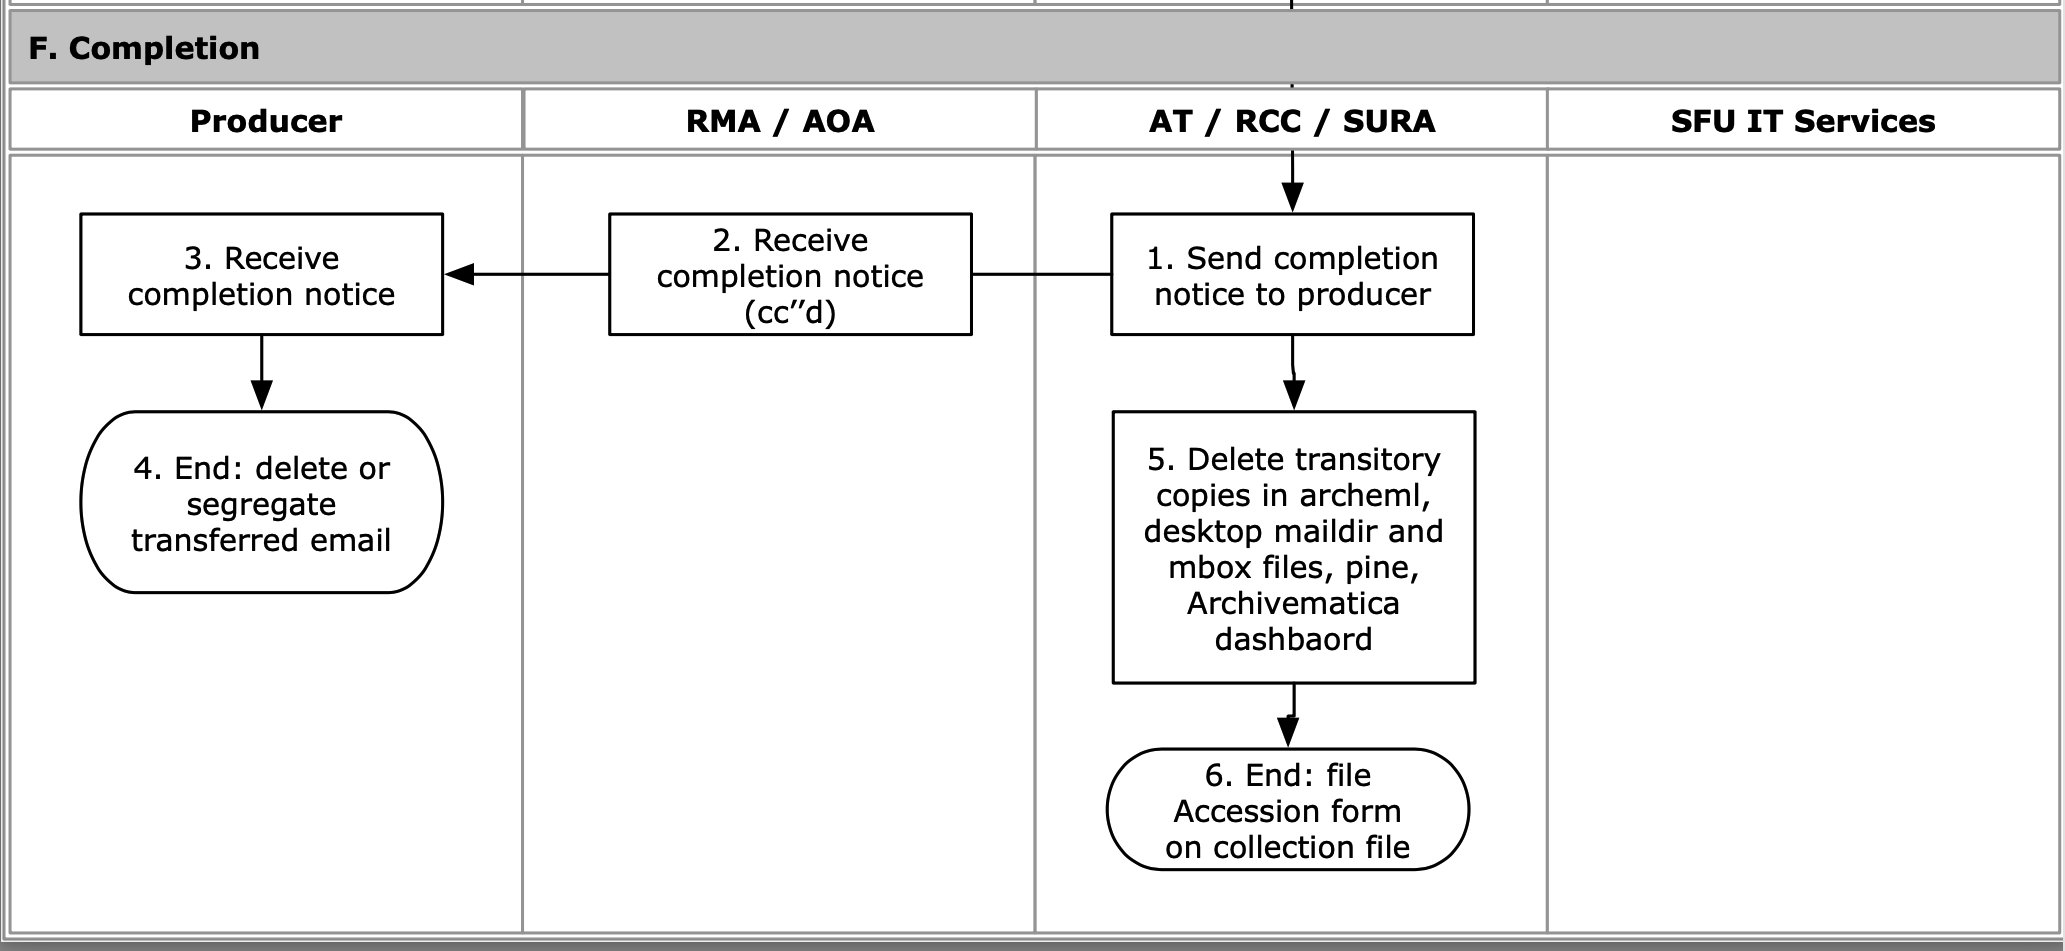 F. Completion
Producer
RMA / AOA
AT / RCC / SURA
SFU IT Services
3. Receive
completion notice
2. Receive
completion notice
(cc”d)
1. Send completion
notice to producer
4. End: delete or
segregate
transferred email
5. Delete transitory
copies in archeml,
desktop maildir and
mbox files, pine,
Archivematica
dashbaord
6. End: file
Accession form
on collection file